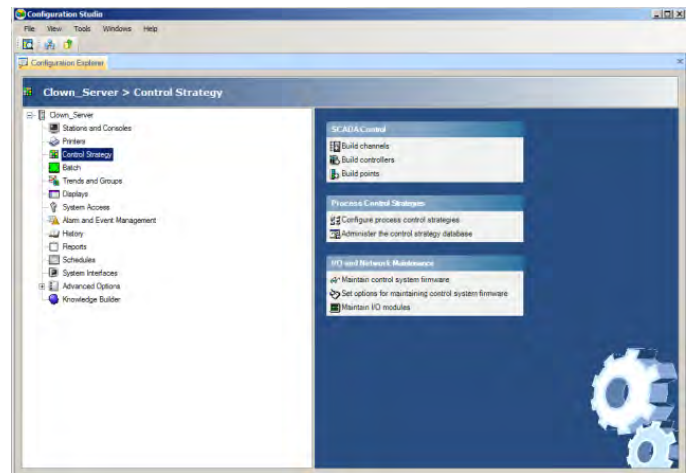 Configuration Studio
File View Tools Windows Help
Configuration Explorer
Clown_Server > Control Strategy
Clown_Server
Stations and Consoles
Printers
Control Strategy
Batch
Trends and Groups
Displays
System Access
Alarm and Event Management
History
Reports
Schedules
System Interfaces
Advanced Options
Knowledge Builder
SCADA Control
Build channels
Build controllers
Build points
Process Control Strategies
Configure process control strategies
Administer the control strategy database
I/O and Network Maintenance
Maintain control system firmware
Set options for maintaining control system firmware
Maintain I/O modules